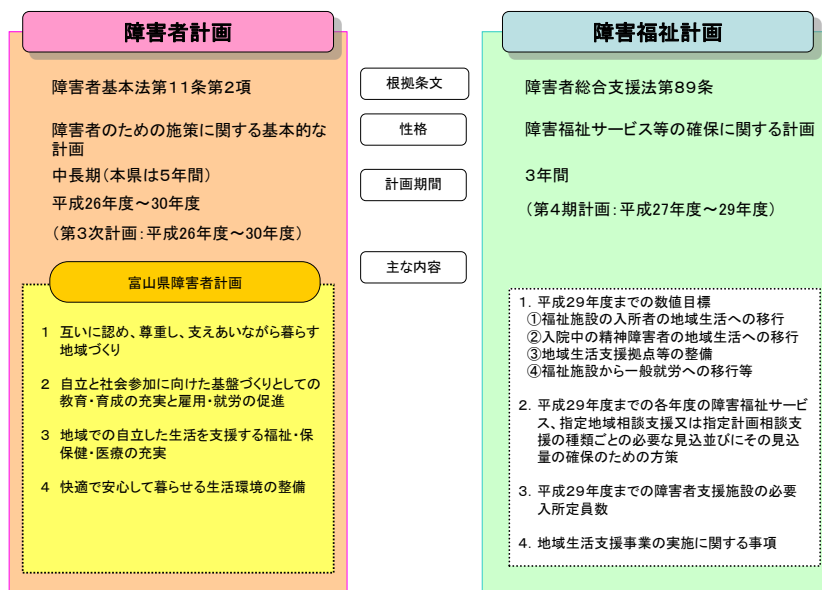 障害者計画
障害者基本法第11条第2項
障害者のための施策に関する基本的な
計画
中長期(本県は5年間)
平成26年度～30年度
(第3次計画:平成26年度～30年度)
富山県障害者計画
1 互いに認め、尊重し、支えあいながら暮らす
地域づくり
2 自立と社会参加に向けた基盤づくりとしての
教育・育成の充実と雇用・就労の促進
3 地域での自立した生活を支援する福祉・保
保健・医療の充実
4 快適で安心して暮らせる生活環境の整備
根拠条文
性格
計画期間
主な内容
障害福祉計画
障害者総合支援法第89条
障害福祉サービス等の確保に関する計画
3年間
(第4期計画:平成27年度～29年度)
1. 平成29年度までの数値目標
①福祉施設の入所者の地域生活への移行
②入院中の精神障害者の地域生活への移行
③地域生活支援拠点等の整備
④福祉施設から一般就労への移行等
2. 平成29年度までの各年度の障害福祉サービ
ス、指定地域相談支援又は指定計画相談支
援の種類ごとの必要な見込並びにその見込
量の確保のための方策
3. 平成29年度までの障害者支援施設の必要
入所定員数
4. 地域生活支援事業の実施に関する事項